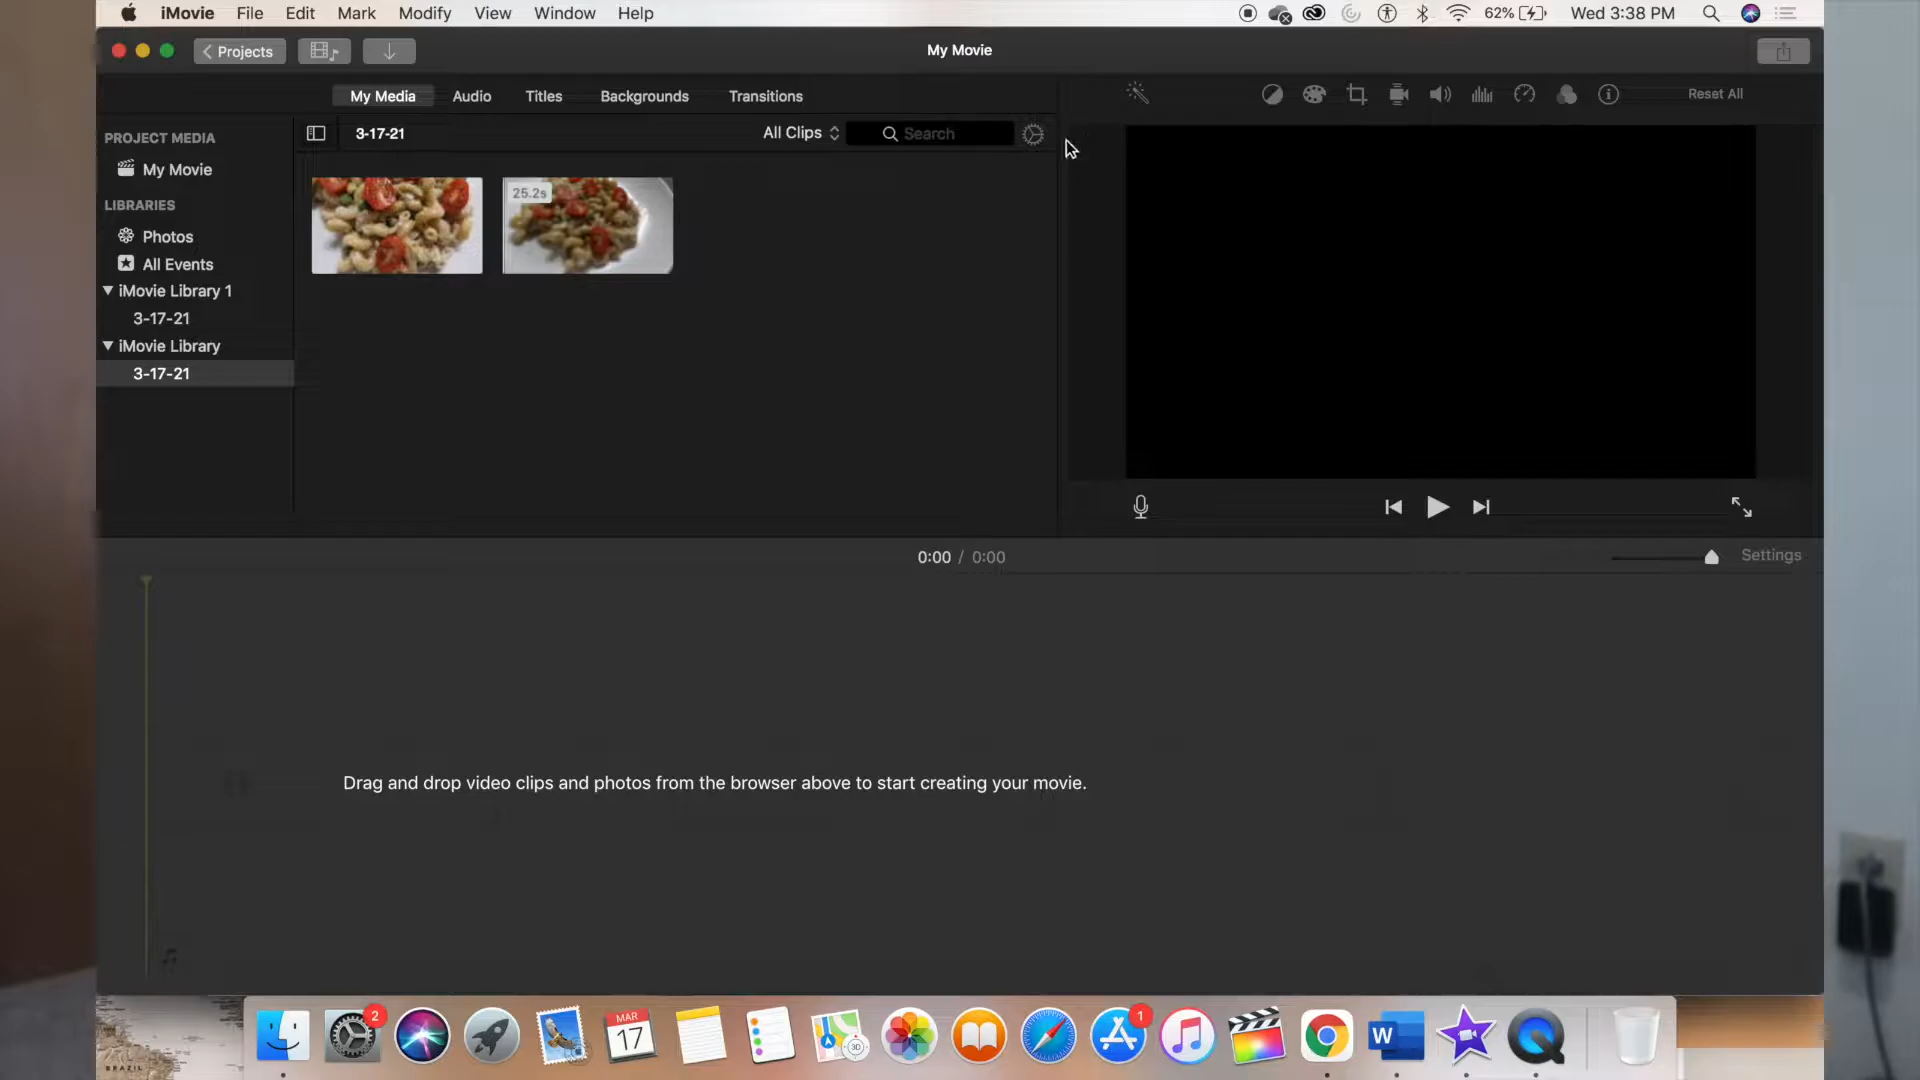 iMovie File Edit Mark Modify View Window Help 62% Wed 3:38 PM
Projects My Movie
My Media Audio Titles Backgrounds Transitions Reset All
PROJECT MEDIA
My Movie
LIBRARIES
Photos
All Events
iMovie Library 1
3-17-21
iMovie Library
3-17-21
3-17-21 All Clips Search
25.2s
0:00 / 0:00 Settings
Drag and drop video clips and photos from the browser above to start creating your movie.
2
MAR
17
3D
1
W
BRAZIL